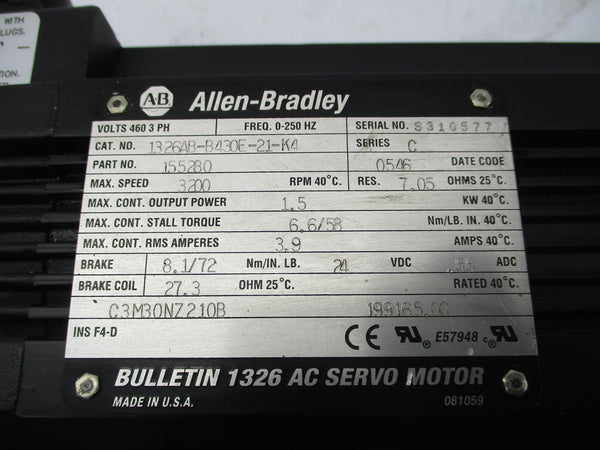 WITH
LUGS.
AB Allen-Bradley
VOLTS 460 3 PH FREQ. 0-250 HZ SERIAL NO. 9310577
CAT. NO. 1326AB-B430E-21-K4 SERIES C
PART NO. 155280 0546 DATE CODE
MAX. SPEED 3200 RPM 40°C. RES. 7.05 OHMS 25°C.
MAX. CONT. OUTPUT POWER 1.5 KW 40°C.
MAX. CONT. STALL TORQUE 6.6/58 Nm/LB. IN. 40°C.
MAX. CONT. RMS AMPERES 3.9 AMPS 40°C.
BRAKE 8.1/72 Nm/IN. LB. 24 VDC ADC
BRAKE COIL 27.3 OHM 25°C. RATED 40°C.
C3M30NZ210B 199185.00
INS F4-D CE E57948
BULLETIN 1326 AC SERVO MOTOR
MADE IN U.S.A. 081059